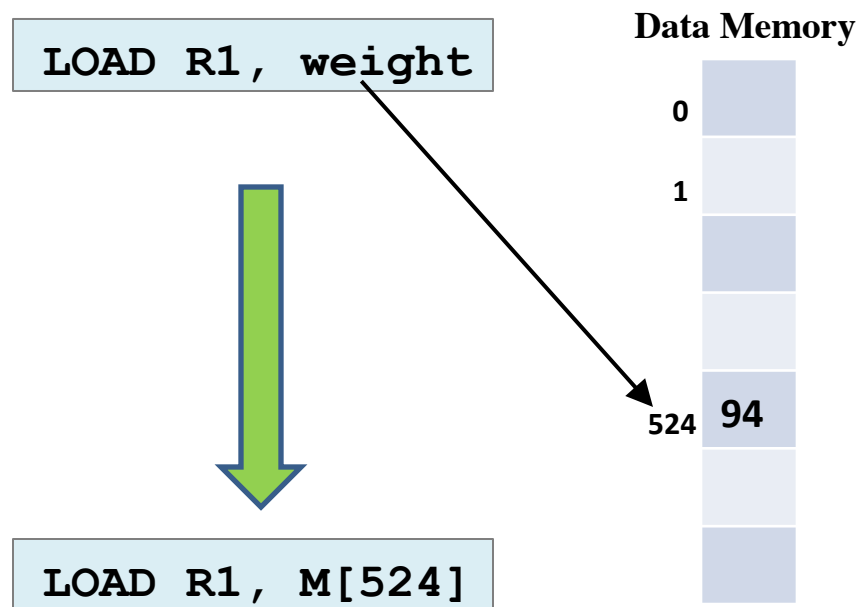 LOAD R1, weight
Data Memory
0
1
524 94
LOAD R1, M[524]